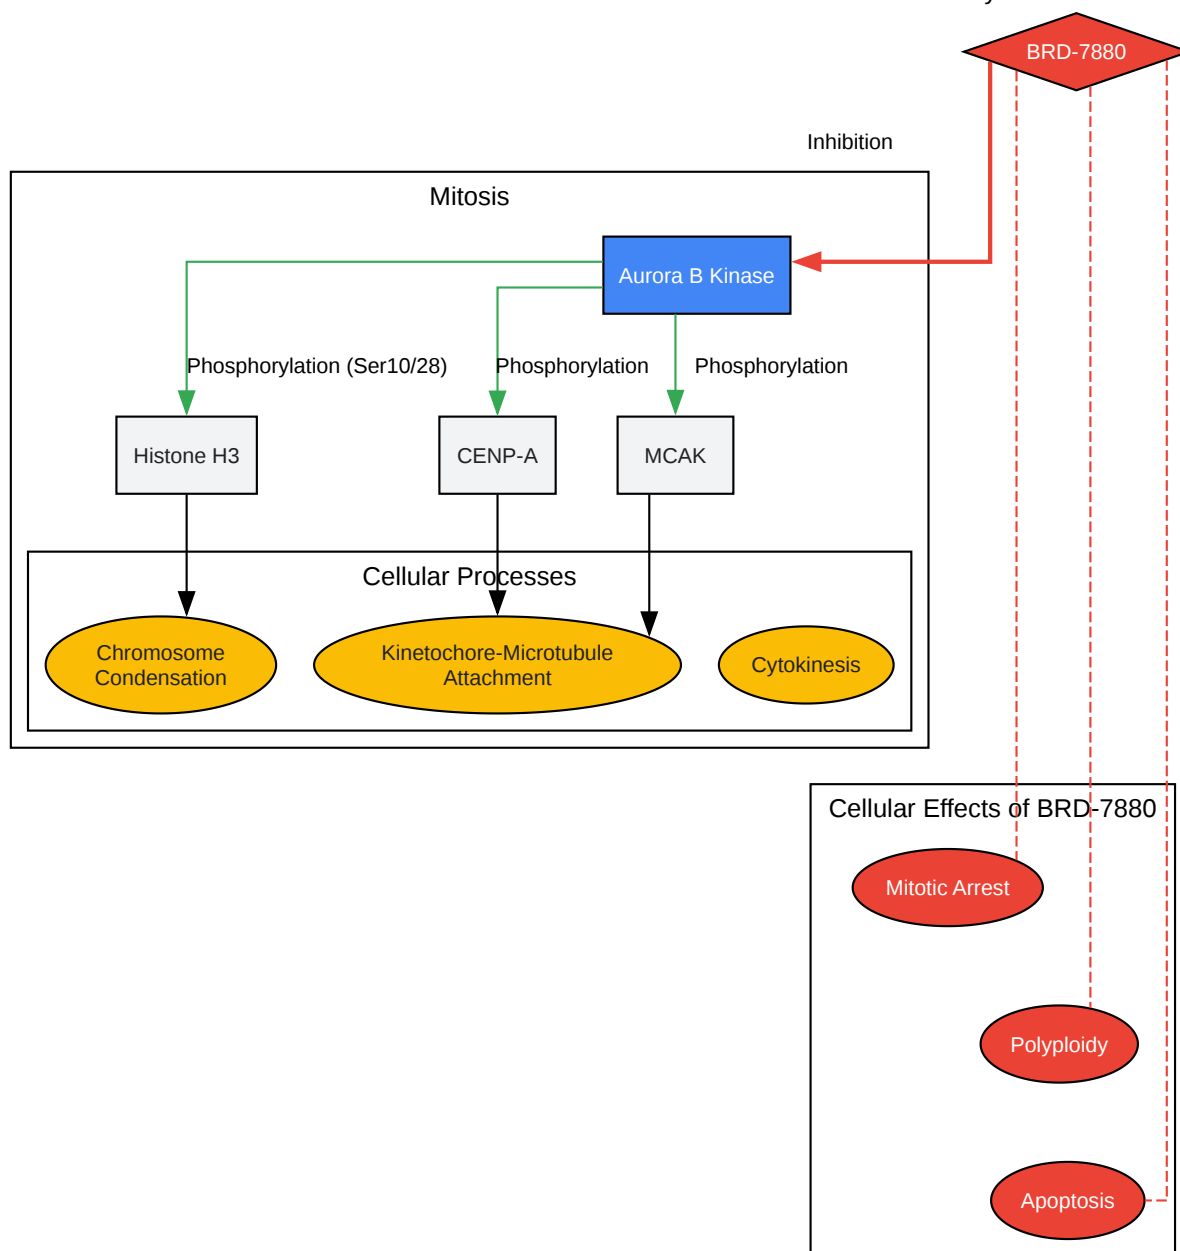 BRD-7880
Inhibition
Mitosis
Aurora B Kinase
Phosphorylation (Ser10/28)
Phosphorylation
Phosphorylation
Histone H3
CENP-A
MCAK
Cellular Processes
Chromosome
Condensation
Kinetochore-Microtubule
Attachment
Cytokinesis
Cellular Effects of BRD-7880
Mitotic Arrest
Polyploidy
Apoptosis